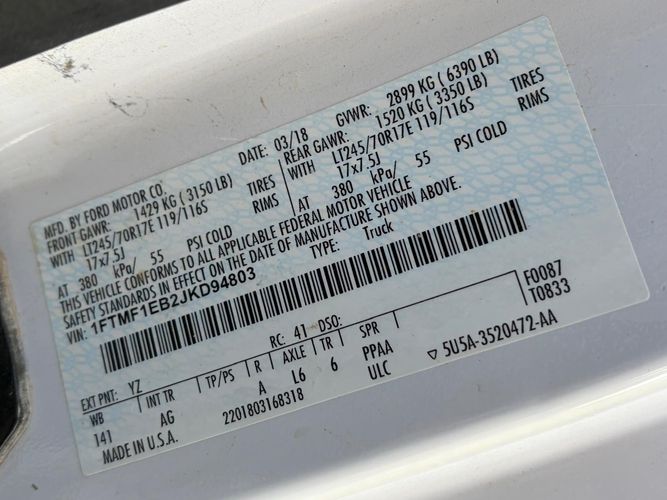 MFD. BY FORD MOTOR CO.
DATE: 03/18 GVWR: 2899 KG ( 6390 LB)
FRONT GAWR: 1429 KG ( 3150 LB) REAR GAWR: 1520 KG ( 3350 LB)
WITH LT245/70R17E 119/116S TIRES WITH LT245/70R17E 119/116S TIRES
17x7.5J RIMS 17x7.5J RIMS
AT 380 kPa/ 55 PSI COLD AT 380 kPa/ 55 PSI COLD
THIS VEHICLE CONFORMS TO ALL APPLICABLE FEDERAL MOTOR VEHICLE
SAFETY STANDARDS IN EFFECT ON THE DATE OF MANUFACTURE SHOWN ABOVE.
VIN: 1FTMF1EB2JKD94803 TYPE: Truck
F0087
T0833
EXT PNT: YZ RC: 41 DSO:
WB INT TR TP/PS R AXLE TR SPR
141 AG A L6 6 PPAA
ULC
▽ 5U5A-3520472-AA
MADE IN U.S.A. 2201803168318